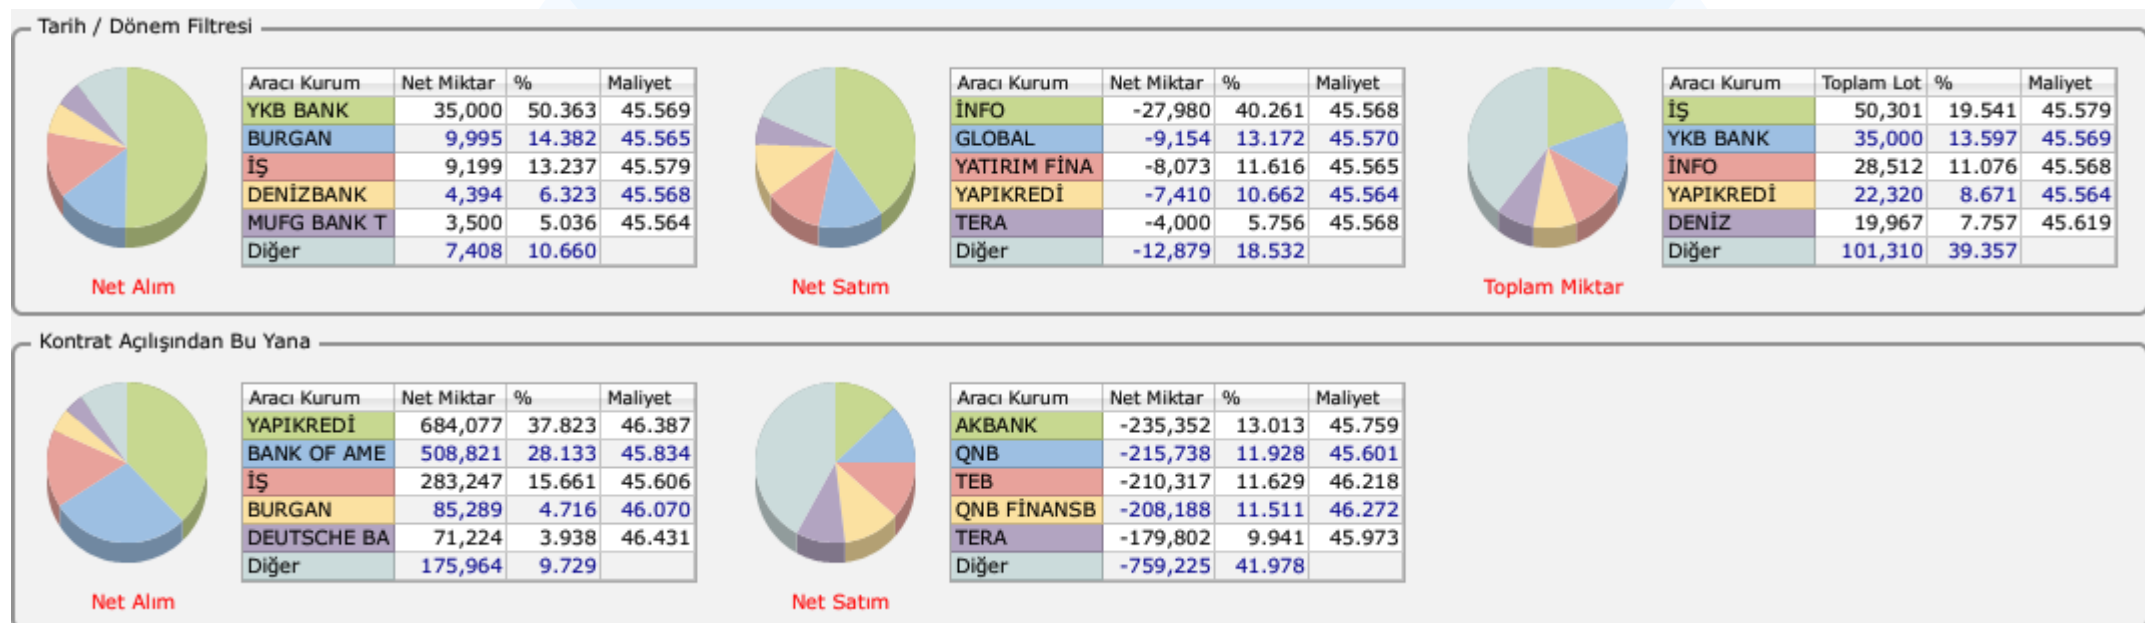 Tarih / Dönem Filtresi
Aracı Kurum Net Miktar % Maliyet
YKB BANK 35,000 50.363 45.569
BURGAN 9,995 14.382 45.565
İŞ 9,199 13.237 45.579
DENİZBANK 4,394 6.323 45.568
MUFG BANK T 3,500 5.036 45.564
Diğer 7,408 10.660
Net Alım
Aracı Kurum Net Miktar % Maliyet
İNFO -27,980 40.261 45.568
GLOBAL -9,154 13.172 45.570
YATIRIM FİNA -8,073 11.616 45.565
YAPIKREDİ -7,410 10.662 45.564
TERA -4,000 5.756 45.568
Diğer -12,879 18.532
Net Satım
Aracı Kurum Toplam Lot % Maliyet
İŞ 50,301 19.541 45.579
YKB BANK 35,000 13.597 45.569
İNFO 28,512 11.076 45.568
YAPIKREDİ 22,320 8.671 45.564
DENİZ 19,967 7.757 45.619
Diğer 101,310 39.357
Toplam Miktar
Kontrat Açılışından Bu Yana
Aracı Kurum Net Miktar % Maliyet
YAPIKREDİ 684,077 37.823 46.387
BANK OF AME 508,821 28.133 45.834
İŞ 283,247 15.661 45.606
BURGAN 85,289 4.716 46.070
DEUTSCHE BA 71,224 3.938 46.431
Diğer 175,964 9.729
Net Alım
Aracı Kurum Net Miktar % Maliyet
AKBANK -235,352 13.013 45.759
QNB -215,738 11.928 45.601
TEB -210,317 11.629 46.218
QNB FİNANSB -208,188 11.511 46.272
TERA -179,802 9.941 45.973
Diğer -759,225 41.978
Net Satım